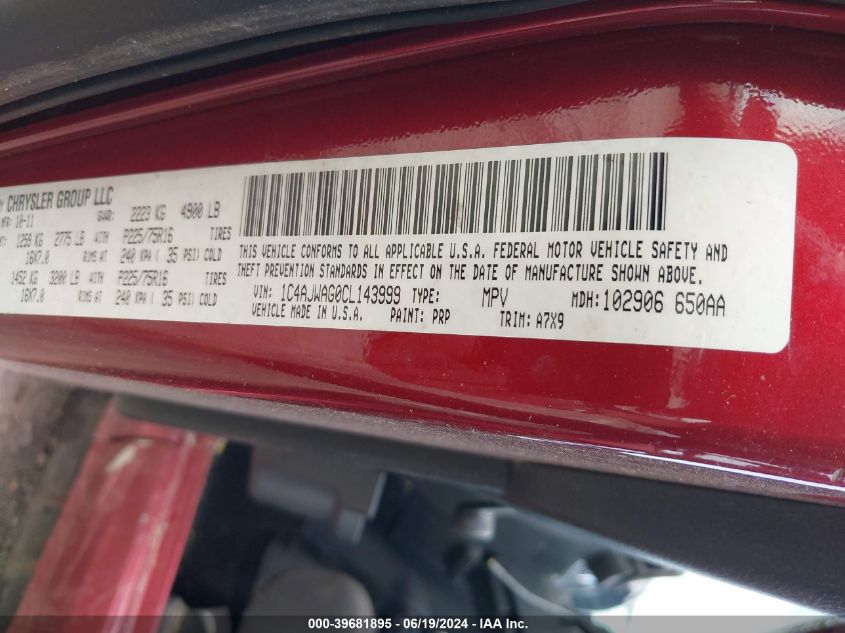 CHRYSLER GROUP LLC
MFR: 10-11 GVWR: 2223 KG 4900 LB
1259 KG 2775 LB WITH P225/75R16 TIRES
16X7.0 RIMS AT 240 KPA ( 35 PSI) COLD
1452 KG 3200 LB WITH P225/75R16 TIRES
16X7.0 RIMS AT 240 KPA ( 35 PSI) COLD
THIS VEHICLE CONFORMS TO ALL APPLICABLE U.S.A. FEDERAL MOTOR VEHICLE SAFETY AND
THEFT PREVENTION STANDARDS IN EFFECT ON THE DATE OF MANUFACTURE SHOWN ABOVE.
VIN: 1C4AJWAG0CL143999 TYPE: MPV MDH: 102906 650AA
VEHICLE MADE IN U.S.A. PAINT: PRP TRIM: A7X9
000-39681895 - 06/19/2024 - IAA Inc.